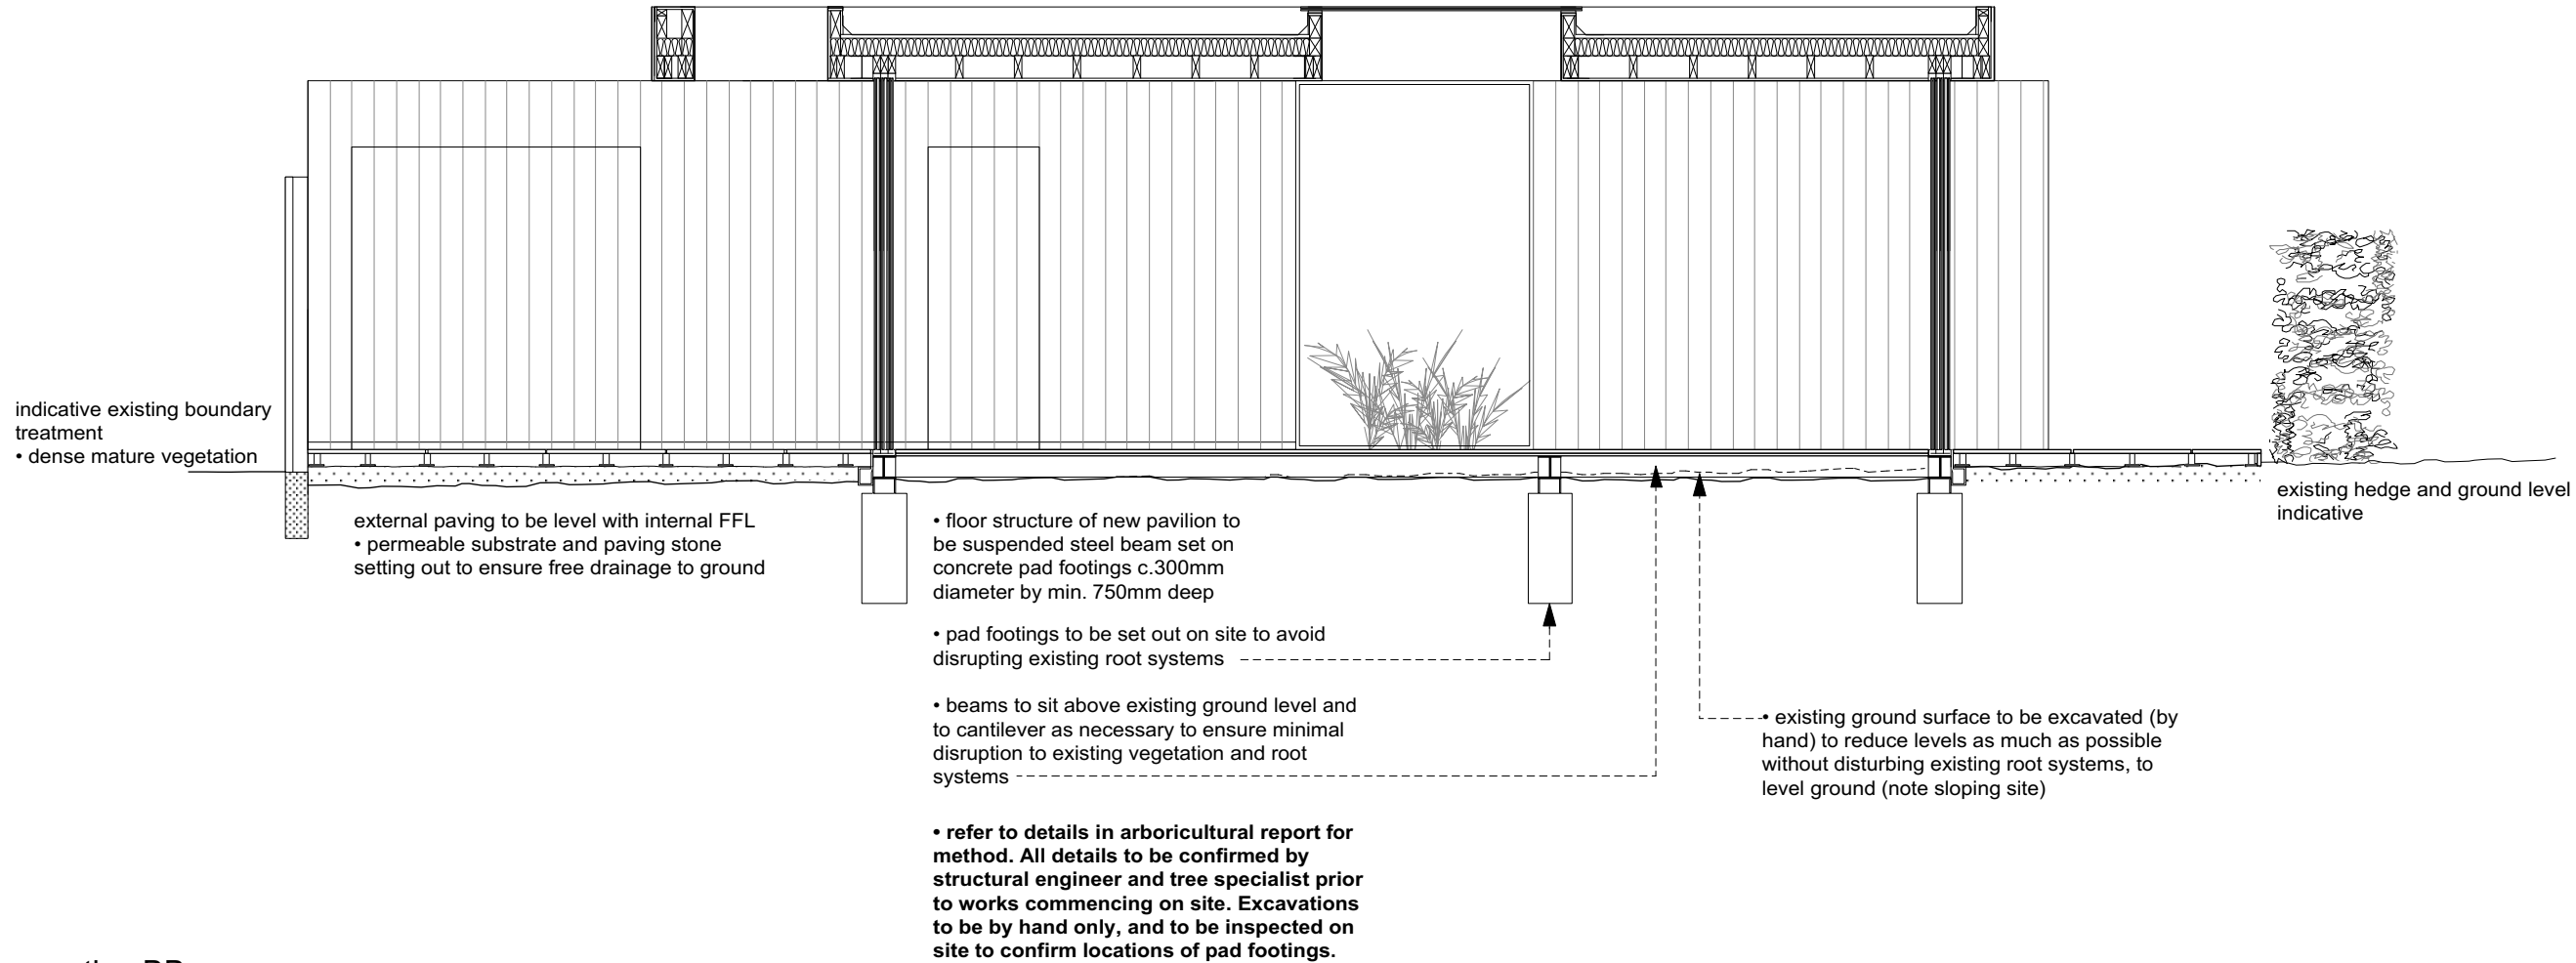 indicative existing boundary
treatment
• dense mature vegetation
external paving to be level with internal FFL
• permeable substrate and paving stone
setting out to ensure free drainage to ground
• floor structure of new pavilion to
be suspended steel beam set on
concrete pad footings c.300mm
diameter by min. 750mm deep
• pad footings to be set out on site to avoid
disrupting existing root systems
• beams to sit above existing ground level and
to cantilever as necessary to ensure minimal
disruption to existing vegetation and root
systems
• refer to details in arboricultural report for
method. All details to be confirmed by
structural engineer and tree specialist prior
to works commencing on site. Excavations
to be by hand only, and to be inspected on
site to confirm locations of pad footings.
• existing ground surface to be excavated (by
hand) to reduce levels as much as possible
without disturbing existing root systems, to
level ground (note sloping site)
existing hedge and ground level
indicative